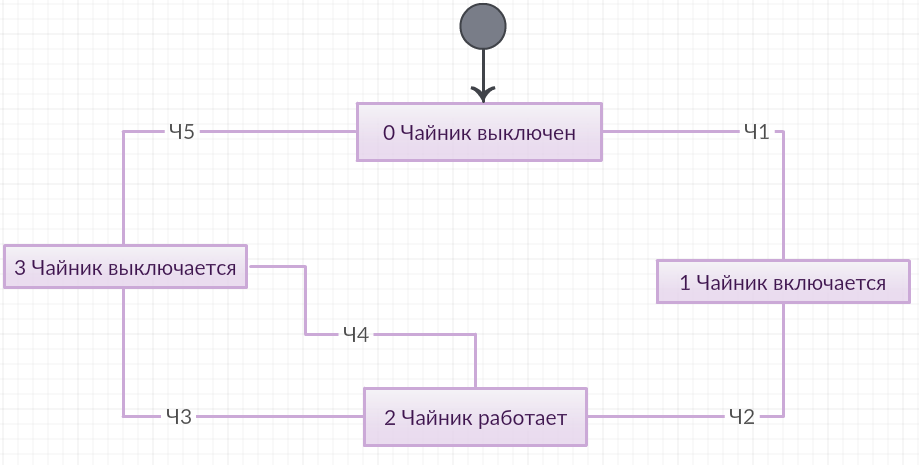 0 Чайник выключен
Ч5
Ч1
3 Чайник выключается
1 Чайник включается
Ч4
2 Чайник работает
Ч3
Ч2